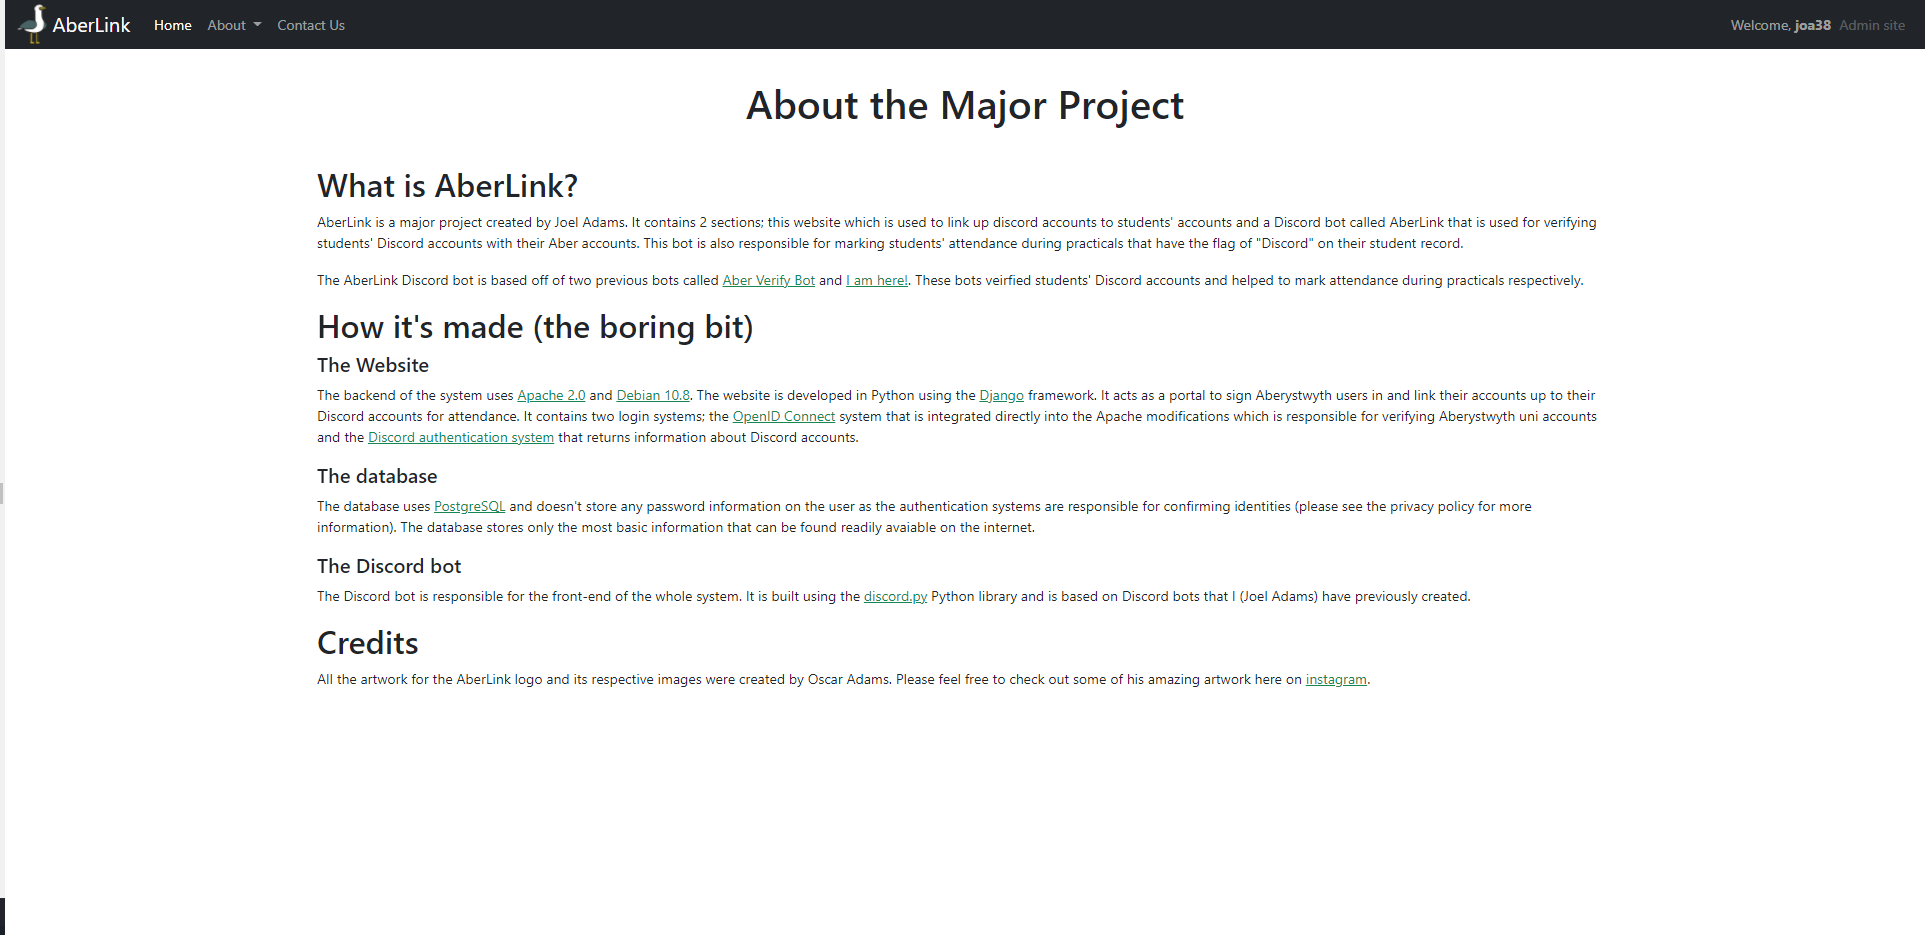 AberLink Home About Contact Us Welcome, joa38 Admin site
About the Major Project
What is AberLink?
AberLink is a major project created by Joel Adams. It contains 2 sections; this website which is used to link up discord accounts to students' accounts and a Discord bot called AberLink that is used for verifying
students' Discord accounts with their Aber accounts. This bot is also responsible for marking students' attendance during practicals that have the flag of "Discord" on their student record.
The AberLink Discord bot is based off of two previous bots called Aber Verify Bot and I am here!. These bots veirfied students' Discord accounts and helped to mark attendance during practicals respectively.
How it's made (the boring bit)
The Website
The backend of the system uses Apache 2.0 and Debian 10.8. The website is developed in Python using the Django framework. It acts as a portal to sign Aberystwyth users in and link their accounts up to their
Discord accounts for attendance. It contains two login systems; the OpenID Connect system that is integrated directly into the Apache modifications which is responsible for verifying Aberystwyth uni accounts
and the Discord authentication system that returns information about Discord accounts.
The database
The database uses PostgreSQL and doesn't store any password information on the user as the authentication systems are responsible for confirming identities (please see the privacy policy for more
information). The database stores only the most basic information that can be found readily avaiable on the internet.
The Discord bot
The Discord bot is responsible for the front-end of the whole system. It is built using the discord.py Python library and is based on Discord bots that I (Joel Adams) have previously created.
Credits
All the artwork for the AberLink logo and its respective images were created by Oscar Adams. Please feel free to check out some of his amazing artwork here on instagram.